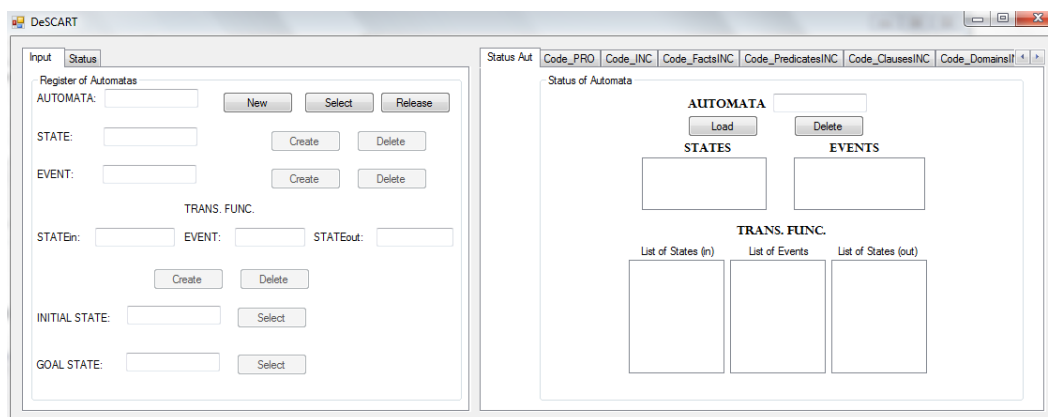 DeSCART
Input Status
Register of Automatas
AUTOMATA: New Select Release
STATE: Create Delete
EVENT: Create Delete
TRANS. FUNC.
STATEin: EVENT: STATEout:
Create Delete
INITIAL STATE: Select
GOAL STATE: Select
Status Aut Code_PRO Code_INC Code_FactsINC Code_PredicatesINC Code_ClausesINC
Status of Automata
AUTOMATA
Load Delete
STATES EVENTS
TRANS. FUNC.
List of States (in) List of Events List of States (out)